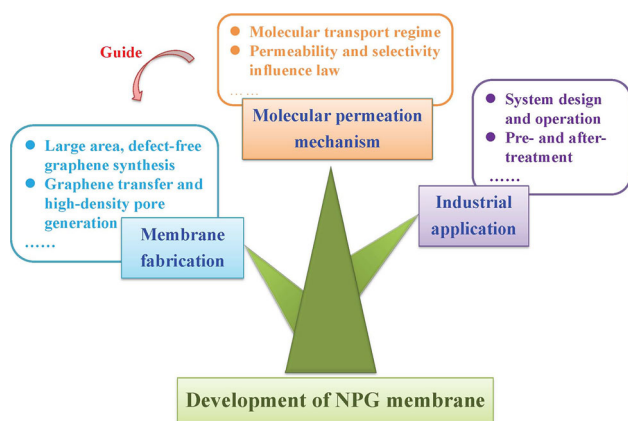 Guide
● Molecular transport regime
● Permeability and selectivity
influence law
……
Molecular permeation
mechanism
● System design
and operation
● Pre- and after-
treatment
……
Industrial
application
● Large area, defect-free
graphene synthesis
● Graphene transfer and
high-density pore
generation
……
Membrane
fabrication
Development of NPG membrane